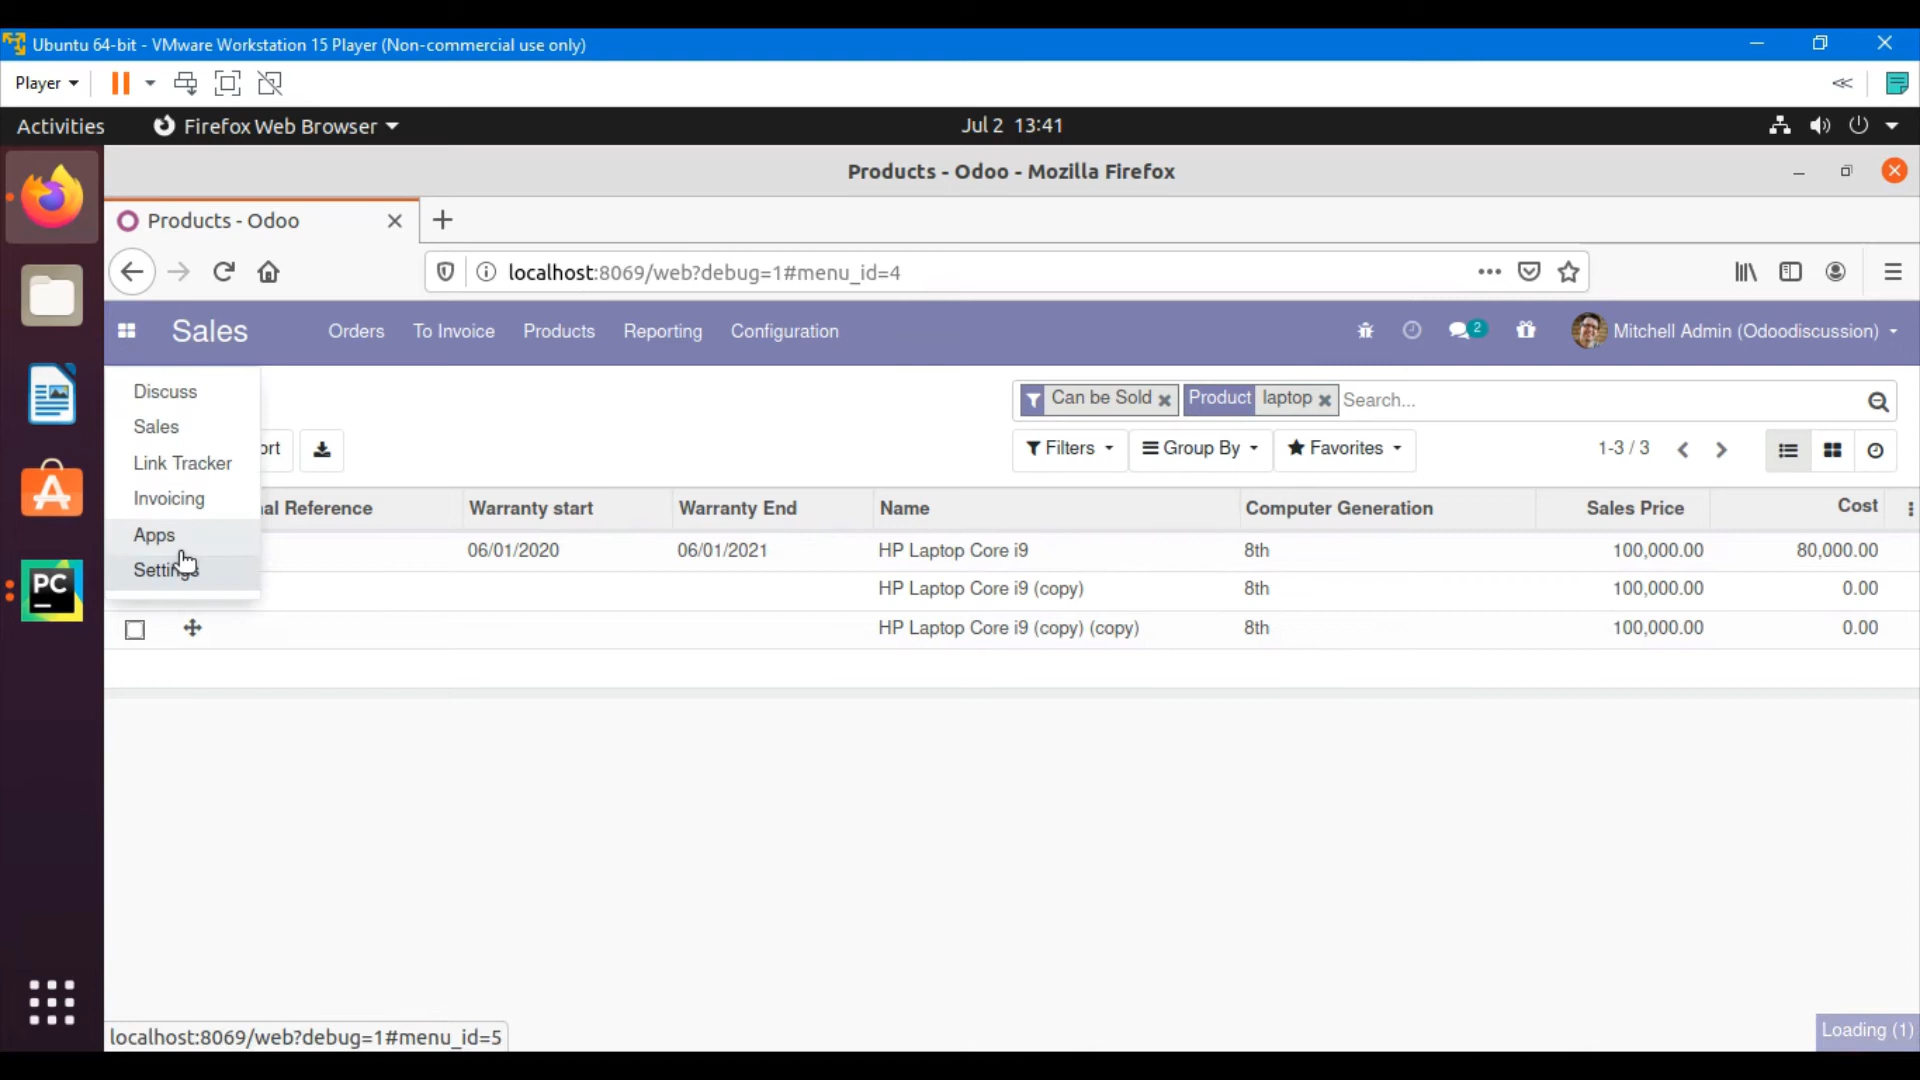 Ubuntu 64-bit - VMware Workstation 15 Player (Non-commercial use only)
Player
Activities
Firefox Web Browser
Jul 2 13:41
Products - Odoo - Mozilla Firefox
Products - Odoo
localhost:8069/web?debug=1#menu_id=4
Sales
Orders
To Invoice
Products
Reporting
Configuration
2
Mitchell Admin (Odoodiscussion)
Discuss
Sales
Link Tracker
Invoicing
Apps
Settings
Can be Sold
Product laptop
Search...
ort
Filters
Group By
Favorites
1-3 / 3
al Reference Warranty start Warranty End Name Computer Generation Sales Price Cost
06/01/2020 06/01/2021 HP Laptop Core i9 8th 100,000.00 80,000.00
HP Laptop Core i9 (copy) 8th 100,000.00 0.00
HP Laptop Core i9 (copy) (copy) 8th 100,000.00 0.00
PC
localhost:8069/web?debug=1#menu_id=5
Loading (1)